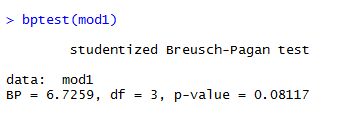 > bptest(mod1)
studentized Breusch-Pagan test
data:  mod1
BP = 6.7259, df = 3, p-value = 0.08117